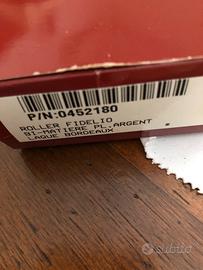 P/N:0452180
ROLLER FIDELIO
BI-MATIERE PL.ARGENT
LAQUE BORDEAUX
subito